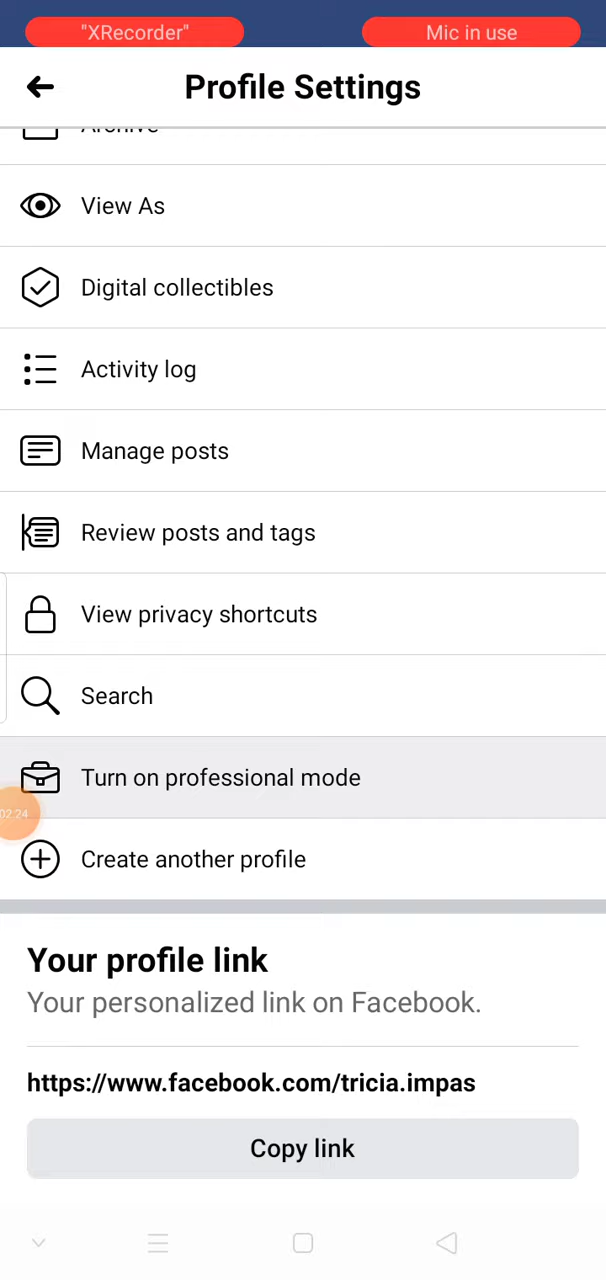 "XRecorder"
Mic in use
Profile Settings
Archive
View As
Digital collectibles
Activity log
Manage posts
Review posts and tags
View privacy shortcuts
Search
Turn on professional mode
02:24
Create another profile
Your profile link
Your personalized link on Facebook.
https://www.facebook.com/tricia.impas
Copy link